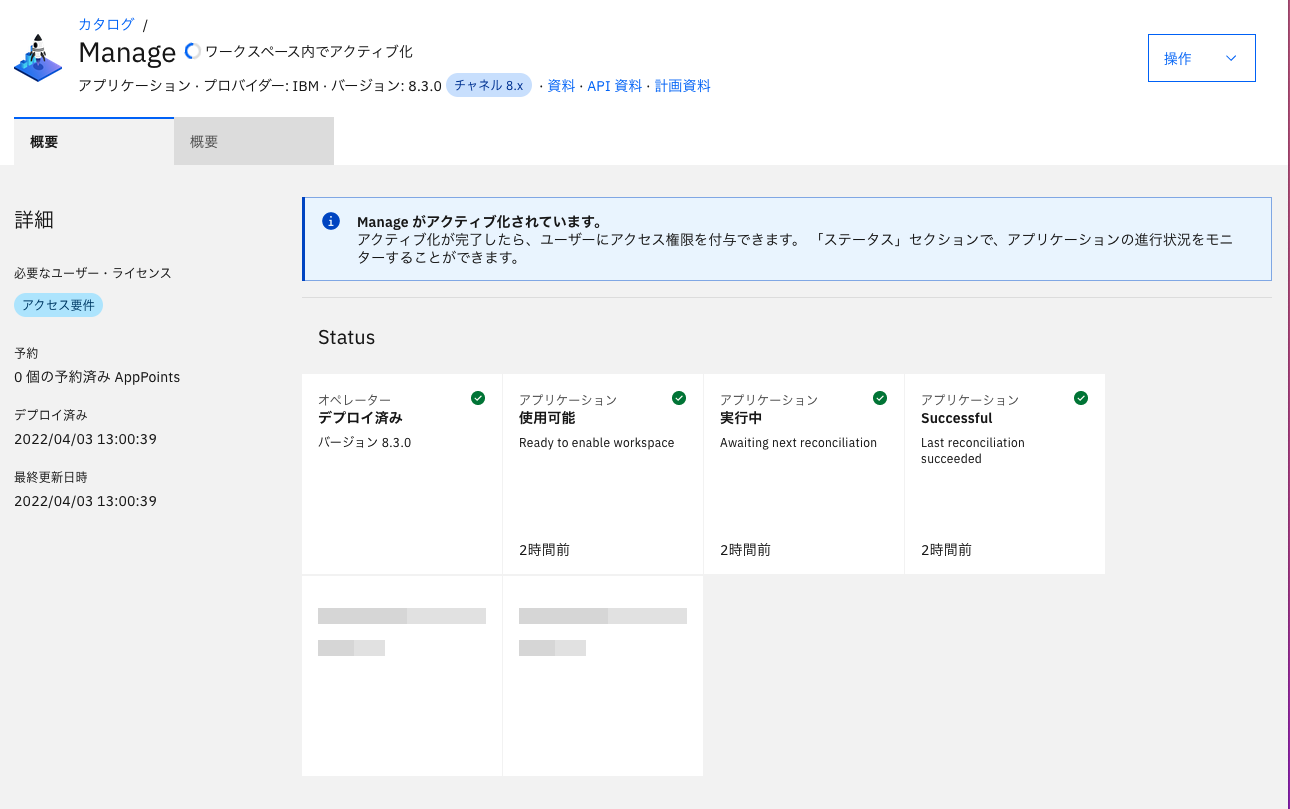 カタログ /
Manage ワークスペース内でアクティブ化
アプリケーション · プロバイダー: IBM · バージョン: 8.3.0 チャネル 8.x · 資料 · API 資料 · 計画資料
操作
概要
概要
詳細
必要なユーザー・ライセンス
アクセス要件
予約
0 個の予約済み AppPoints
デプロイ済み
2022/04/03 13:00:39
最終更新日時
2022/04/03 13:00:39
Manage がアクティブ化されています。
アクティブ化が完了したら、ユーザーにアクセス権限を付与できます。 「ステータス」セクションで、アプリケーションの進行状況をモニ
ターすることができます。
Status
オペレーター
デプロイ済み
バージョン 8.3.0
アプリケーション
使用可能
Ready to enable workspace
2時間前
アプリケーション
実行中
Awaiting next reconciliation
2時間前
アプリケーション
Successful
Last reconciliation
succeeded
2時間前